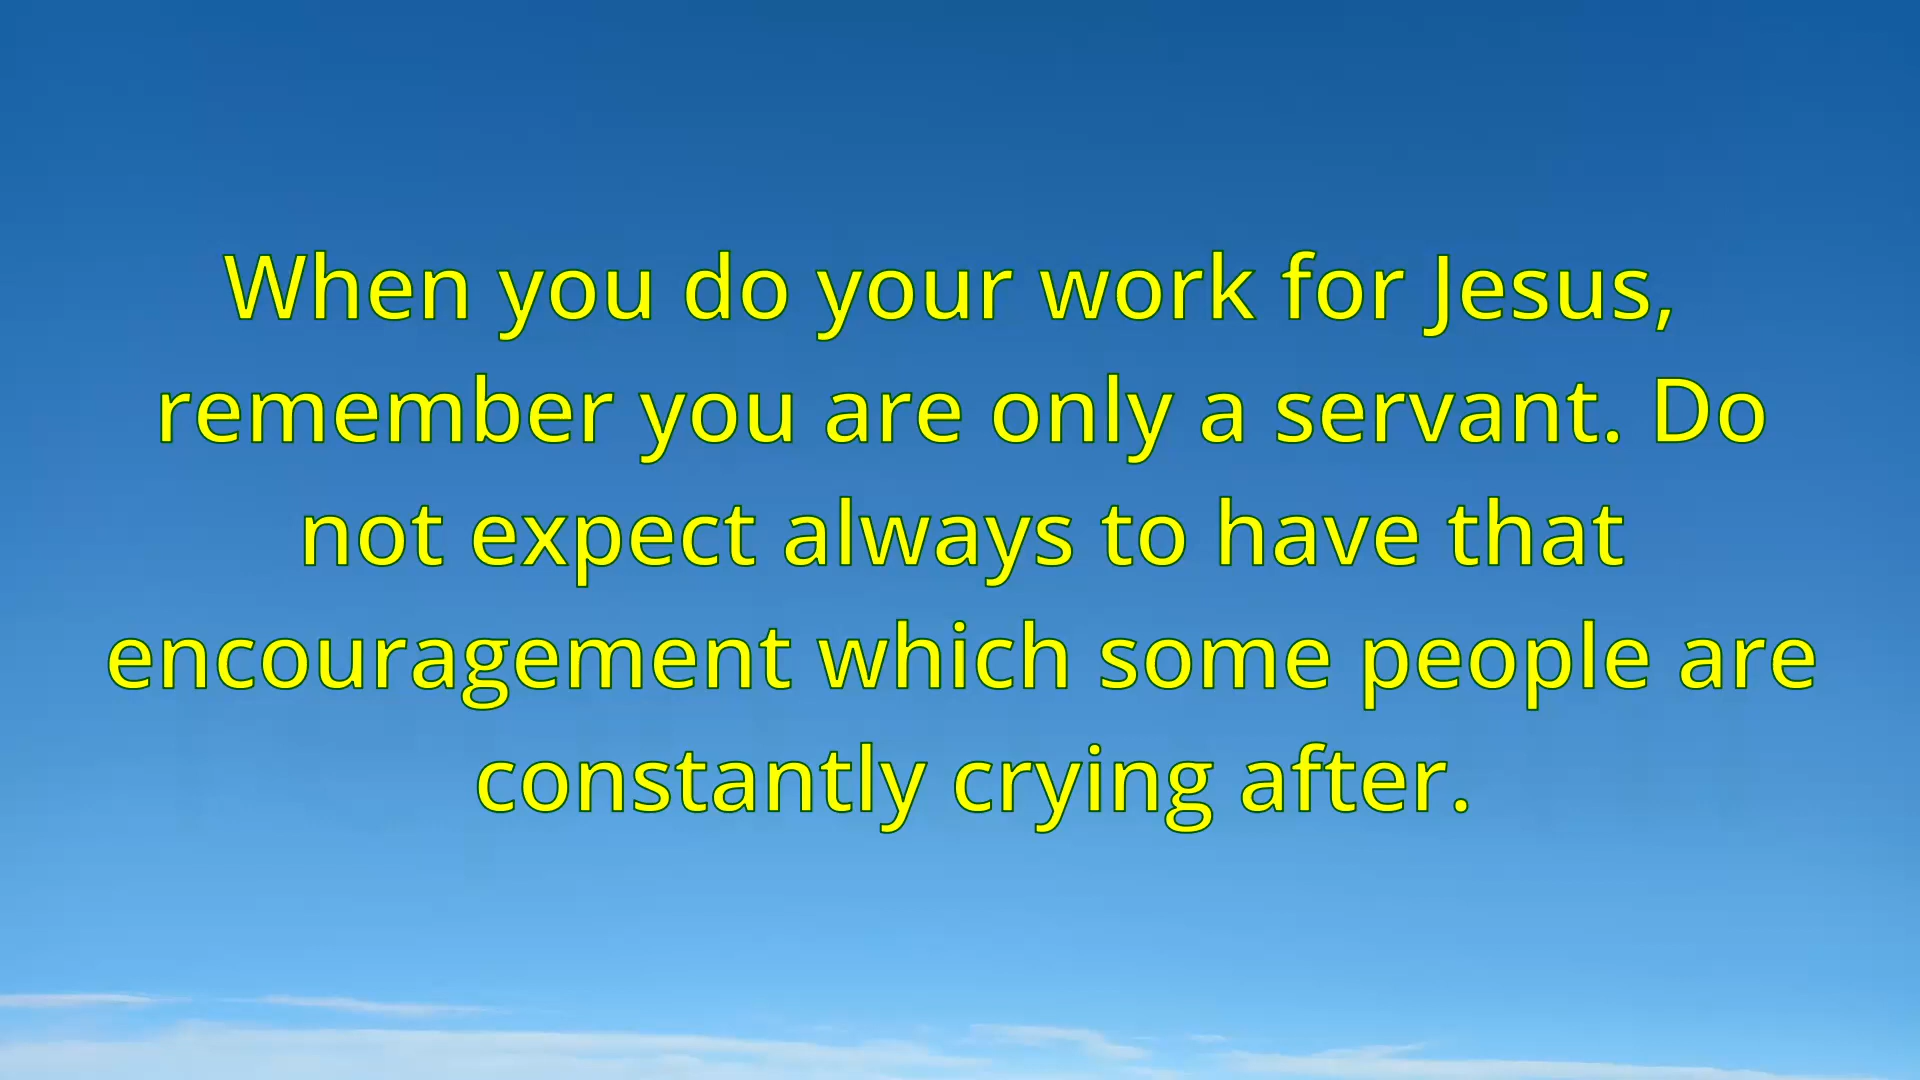 When you do your work for Jesus,
remember you are only a servant. Do
not expect always to have that
encouragement which some people are
constantly crying after.